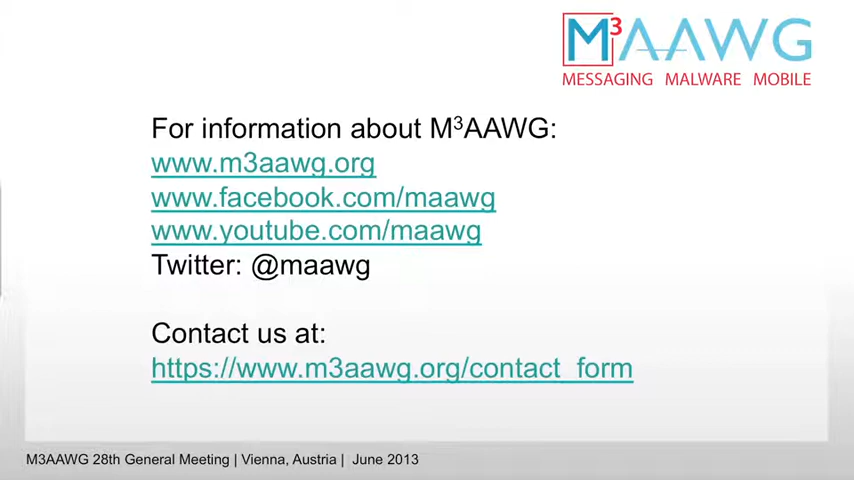 M³AAWG
MESSAGING MALWARE MOBILE
For information about M³AAWG:
www.m3aawg.org
www.facebook.com/maawg
www.youtube.com/maawg
Twitter: @maawg
Contact us at:
https://www.m3aawg.org/contact_form
M3AAWG 28th General Meeting | Vienna, Austria | June 2013